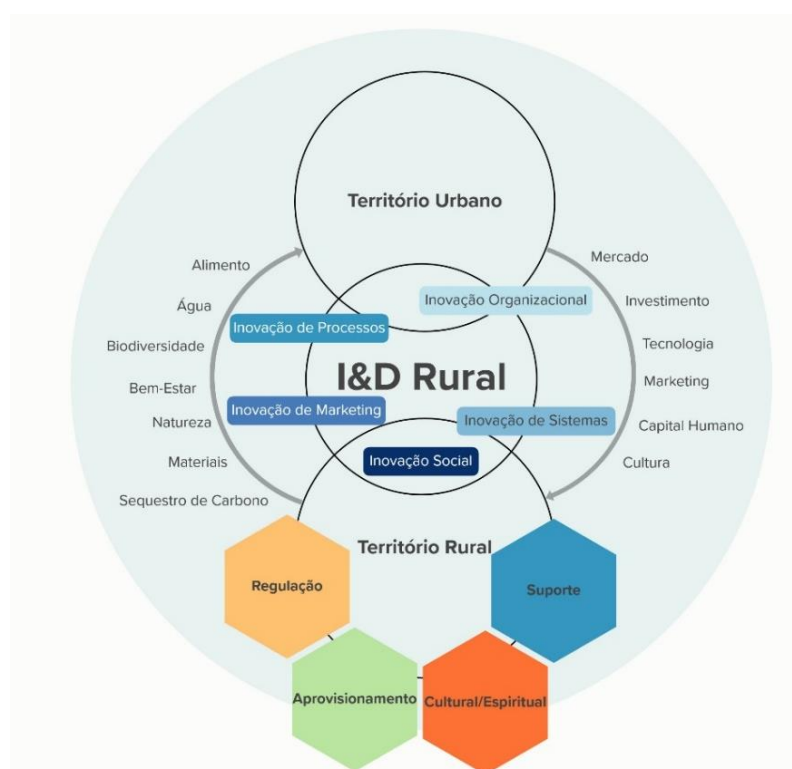 Território Urbano
Alimento
Água
Biodiversidade
Bem-Estar
Natureza
Materiais
Sequestro de Carbono
Mercado
Investimento
Tecnologia
Marketing
Capital Humano
Cultura
Inovação Organizacional
Inovação de Processos
I&D Rural
Inovação de Marketing
Inovação de Sistemas
Inovação Social
Território Rural
Regulação
Suporte
Aprovisionamento
Cultural/Espiritual